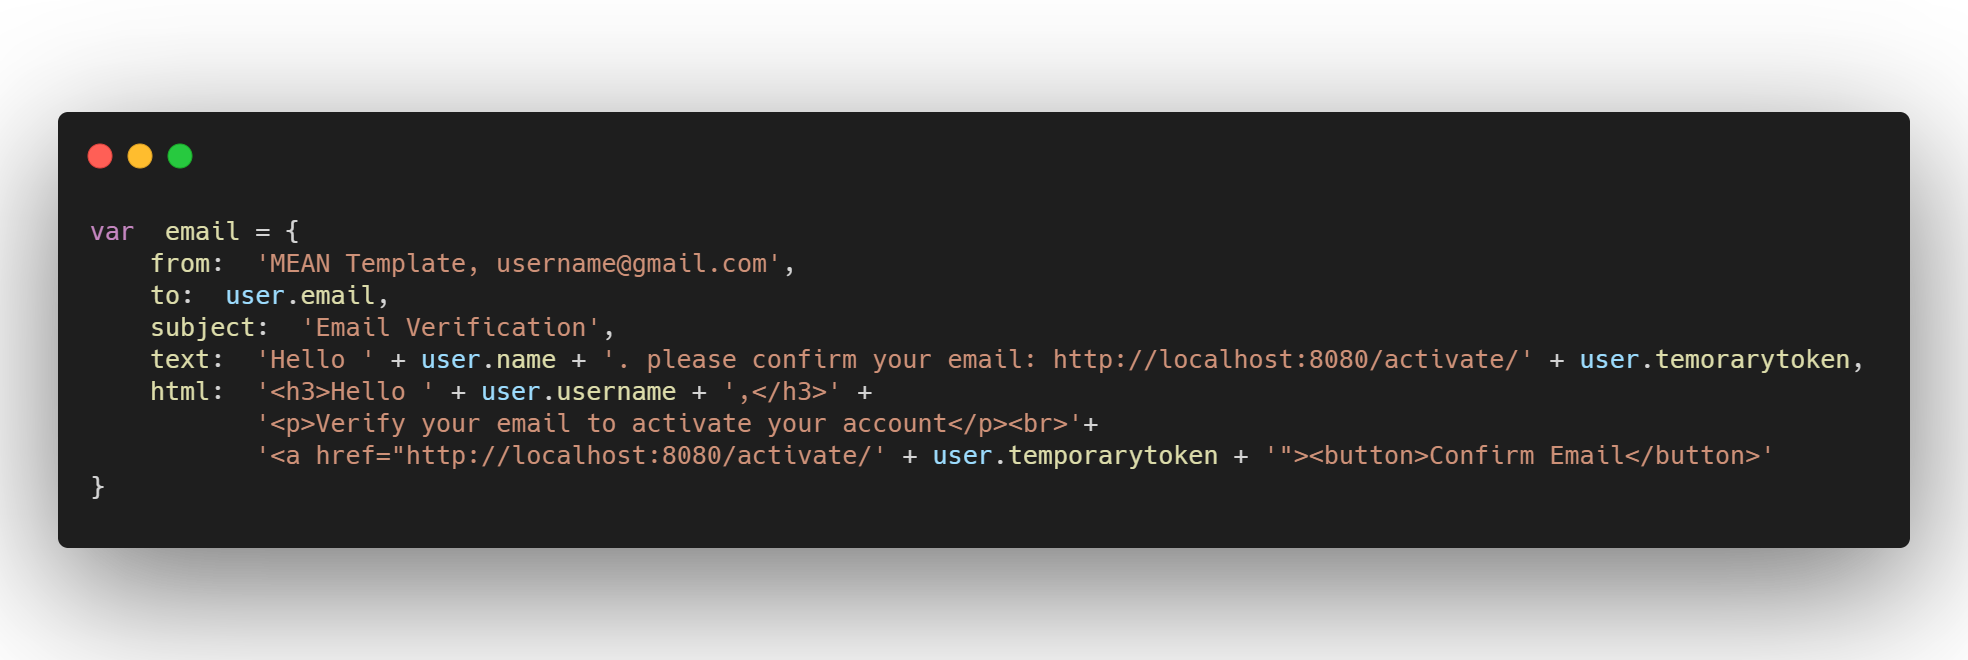 var  email = {
    from:  'MEAN Template, username@gmail.com',
    to:  user.email,
    subject:  'Email Verification',
    text:  'Hello ' + user.name + '. please confirm your email: http://localhost:8080/activate/' + user.temorarytoken,
    html:  '<h3>Hello ' + user.username + ',</h3>' +
           '<p>Verify your email to activate your account</p><br>'+
           '<a href="http://localhost:8080/activate/' + user.temporarytoken + '"><button>Confirm Email</button>'
}